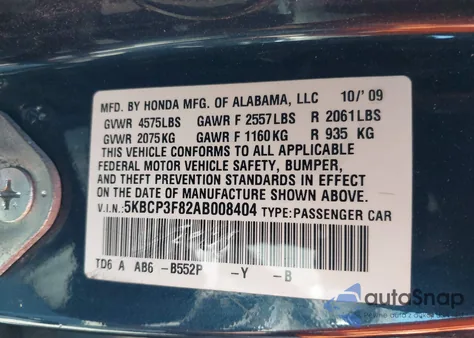 MFD. BY HONDA MFG. OF ALABAMA, LLC 10/'09
GVWR 4575LBS GAWR F 2557LBS R 2061LBS
GVWR 2075KG GAWR F 1160KG R 935 KG
THIS VEHICLE CONFORMS TO ALL APPLICABLE
FEDERAL MOTOR VEHICLE SAFETY, BUMPER,
AND THEFT PREVENTION STANDARDS IN EFFECT
ON THE DATE OF MANUFACTURE SHOWN ABOVE.
V.I.N.: 5KBCP3F82AB008404 TYPE: PASSENGER CAR
TD6 A AB6 -B552P -Y -B
autoSnap